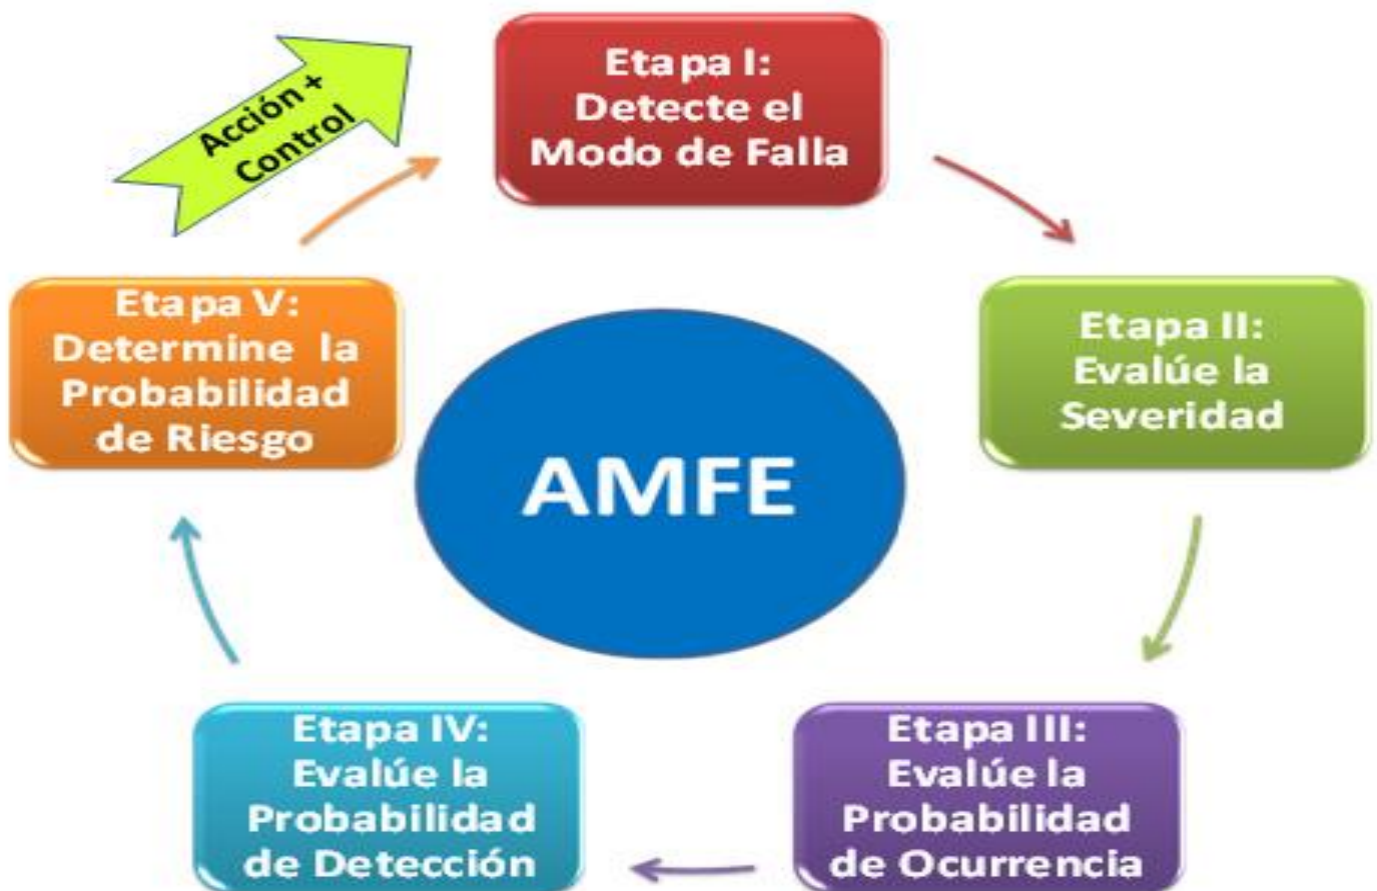 Acción +
Control
Etapa I:
Detecte el
Modo de Falla
Etapa II:
Evalúe la
Severidad
Etapa III:
Evalúe la
Probabilidad
de Ocurrencia
Etapa IV:
Evalúe la
Probabilidad
de Detección
Etapa V:
Determine la
Probabilidad
de Riesgo
AMFE